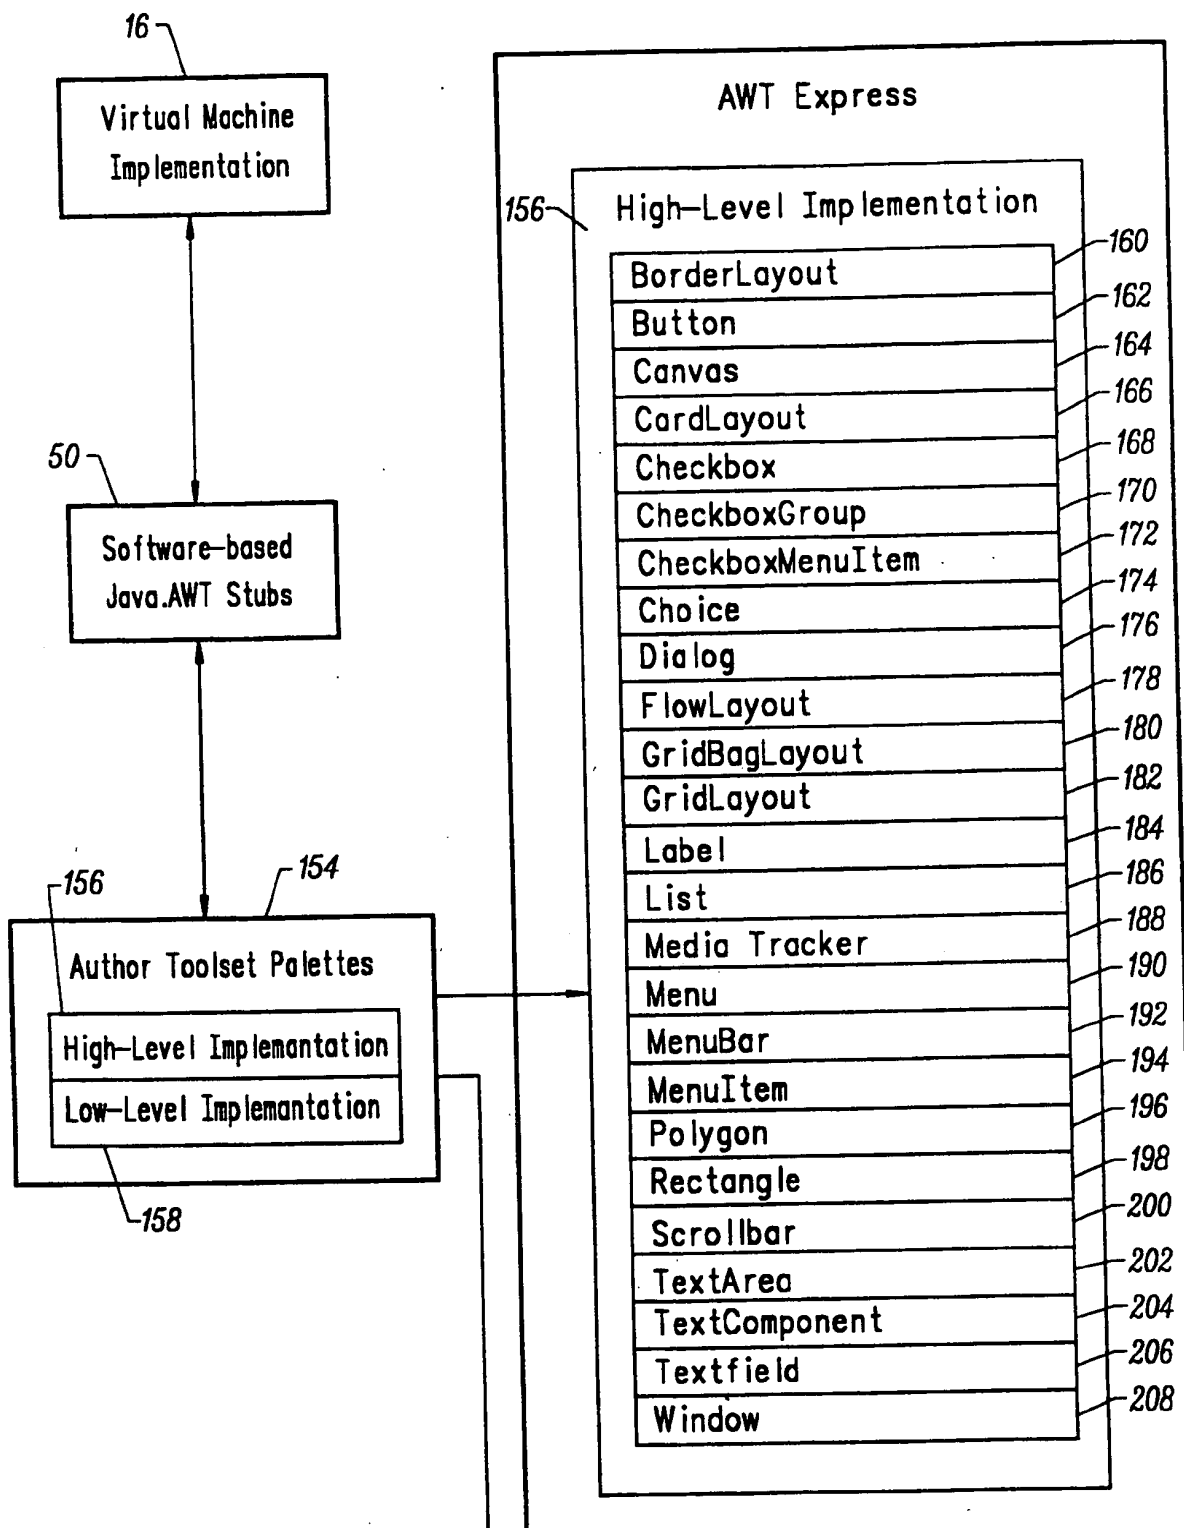 16
Virtual Machine
Implementation
50
Software-based
Java.AWT Stubs
154
156
Author Toolset Palettes
High-Level Implemantation
Low-Level Implemantation
158
AWT Express
156
High-Level Implementation
BorderLayout
160
Button
162
Canvas
164
CardLayout
166
Checkbox
168
CheckboxGroup
170
CheckboxMenuItem
172
Choice
174
Dialog
176
FlowLayout
178
GridBagLayout
180
GridLayout
182
Label
184
List
186
Media Tracker
188
Menu
190
MenuBar
192
MenuItem
194
Polygon
196
Rectangle
198
Scrollbar
200
TextArea
202
TextComponent
204
Textfield
206
Window
208